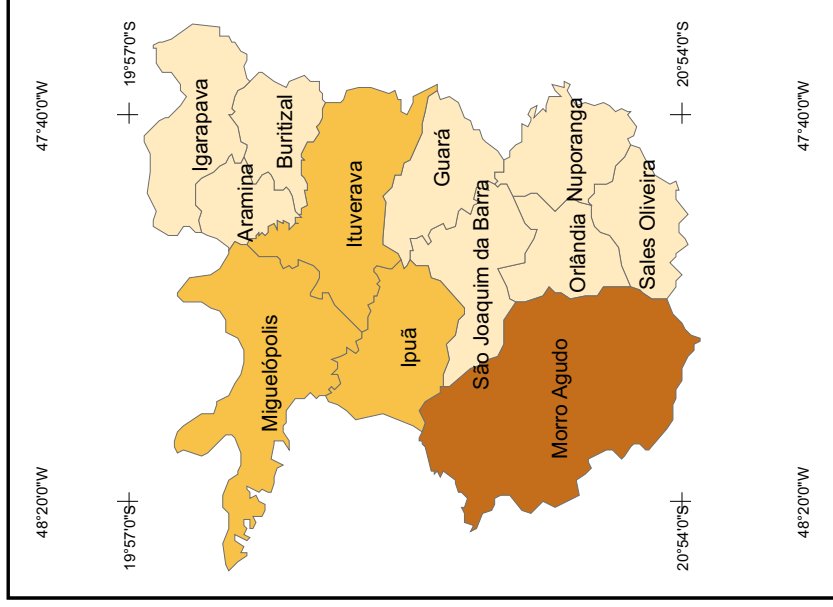 48°20'0"W
47°40'0"W
19°57'0"S
19°57'0"S
Igarapava
Aramina
Buritizal
Miguelópolis
Ituverava
Ipuã
Guará
São Joaquim da Barra
Morro Agudo
Orlândia
Nuporanga
Sales Oliveira
20°54'0"S
20°54'0"S
48°20'0"W
47°40'0"W